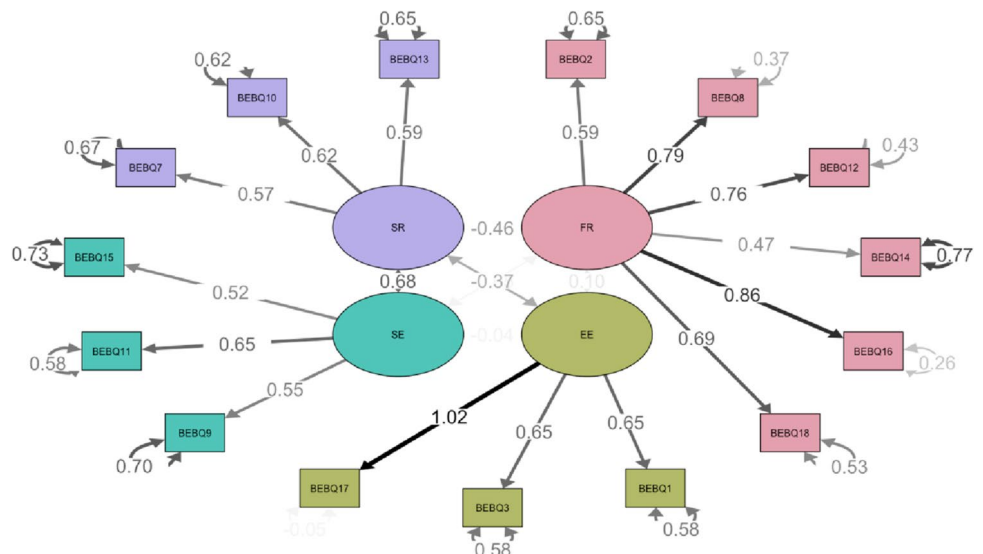 0.65
0.65
BEBQ13
BEBQ2
0.62
0.37
BEBQ10
BEBQ8
0.59
0.59
0.67
0.43
BEBQ7
0.62
0.79
BEBQ12
0.57
0.76
SR
-0.46
FR
0.47
BEBQ14
0.77
0.73
BEBQ15
0.52
0.68
-0.37
0.10
0.86
BEBQ11
0.58
0.65
SE
-0.04
EE
0.69
BEBQ16
0.26
0.55
BEBQ9
0.70
1.02
0.65
0.65
BEBQ18
0.53
BEBQ17
BEBQ3
BEBQ1
-0.05
0.58
0.58